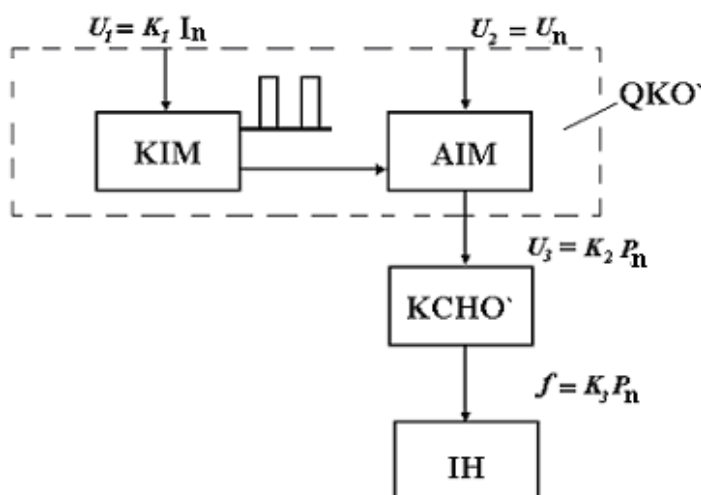 U₁ = K₁ Iₙ
U₂ = Uₙ
QKO`
KIM
AIM
U₃ = K₂ Pₙ
KCHO`
f = K₃ Pₙ
IH